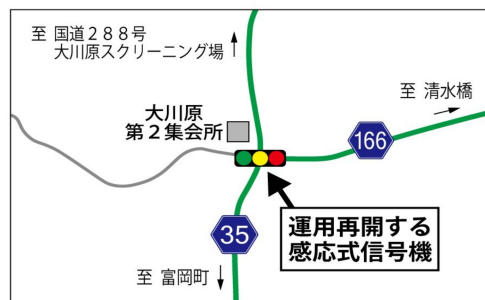 至 国道２８８号
大川原スクリーニング場
至 清水橋
大川原
第２集会所
166
運用再開する
感応式信号機
35
至 富岡町